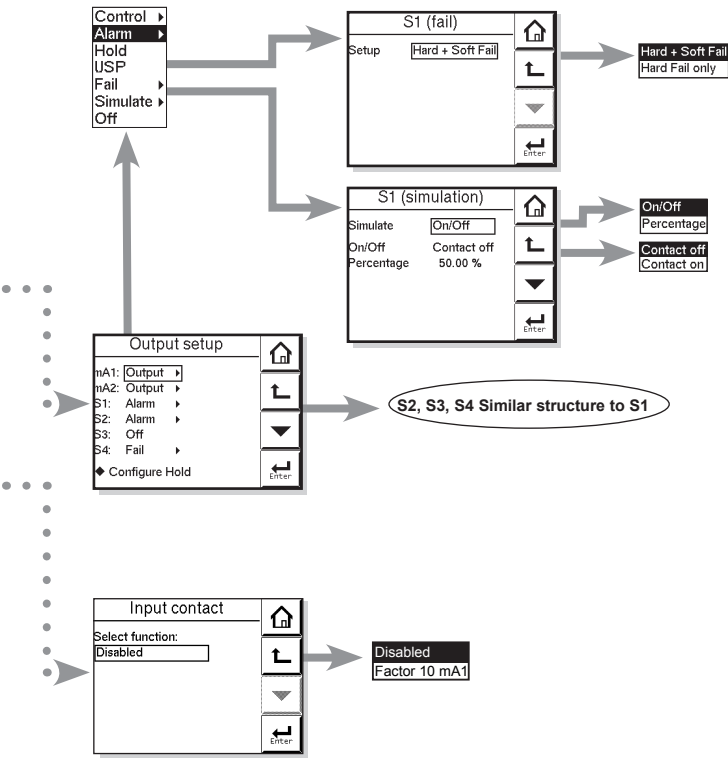 Control
Alarm
Hold
USP
Fail
Simulate
Off
S1 (fail)
Setup Hard + Soft Fail
Enter
Hard + Soft Fail
Hard Fail only
S1 (simulation)
Simulate On/Off
On/Off Contact off
Percentage 50.00 %
Enter
On/Off
Percentage
Contact off
Contact on
Output setup
mA1: Output
mA2: Output
S1: Alarm
S2: Alarm
S3: Off
S4: Fail
Configure Hold
Enter
S2, S3, S4 Similar structure to S1
Input contact
Select function:
Disabled
Enter
Disabled
Factor 10 mA1